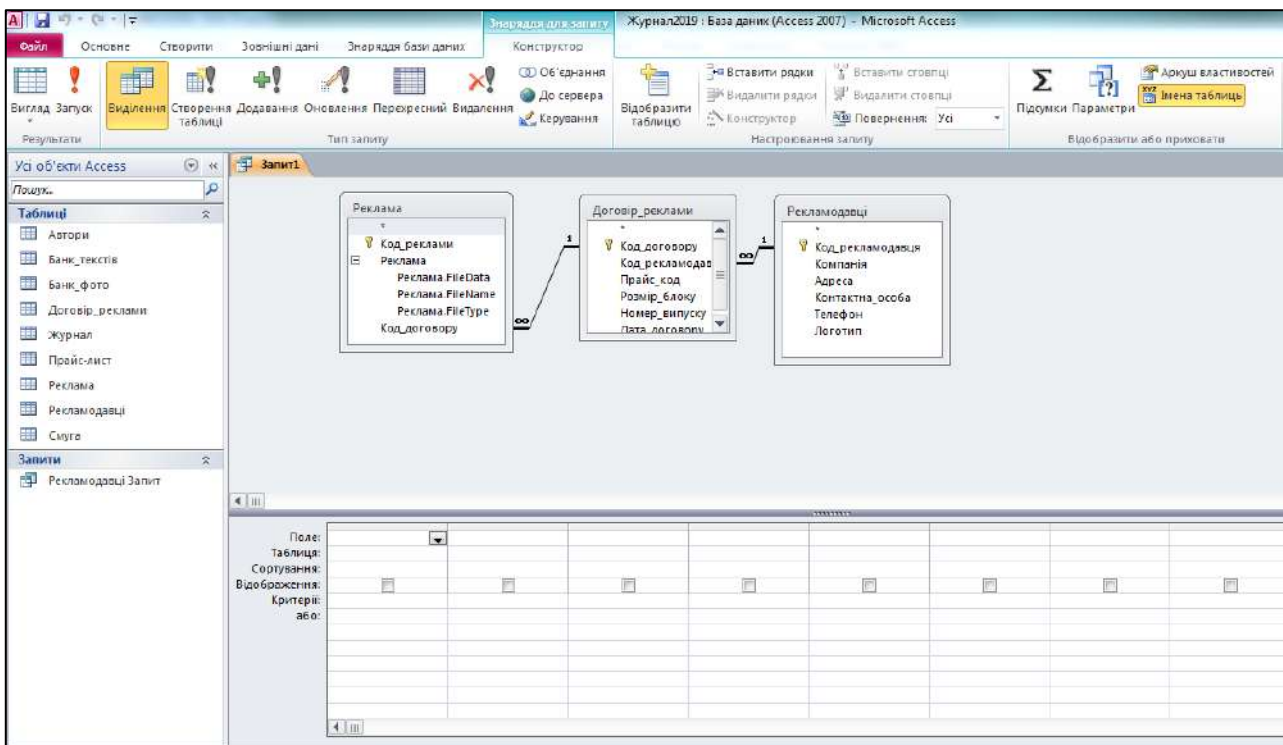 Знаряддя для запиту
Журнал2019 : База даних (Access 2007) - Microsoft Access
Файл Основне Створити Зовнішні дані Знаряддя бази даних Конструктор
Вигляд Запуск
Результати
Виділення Створення таблиці Додавання Оновлення Перехресний Видалення
Об'єднання
До сервера
Керування
Тип запиту
Відобразити таблицю
Вставити рядки
Видалити рядки
Конструктор
Вставити стовпці
Видалити стовпці
Повернення: Усі
Настроювання запиту
Підсумки Параметри
Аркуш властивостей
Імена таблиць
Відобразити або приховати
Усі об'єкти Access
Пошук...
Таблиці
Автори
Банк_текстів
Банк_фото
Договір_реклами
Журнал
Прайс-лист
Реклама
Рекламодавці
Смуга
Запити
Рекламодавці Запит
Запит1
Реклама
*
Код_реклами
Реклама
Реклама.FileData
Реклама.FileName
Реклама.FileType
Код_договору
∞
1
Договір_реклами
*
Код_договору
Код_рекламодав
Прайс_код
Розмір_блоку
Номер_випуску
Дата_договору
∞
1
Рекламодавці
*
Код_рекламодавця
Компанія
Адреса
Контактна_особа
Телефон
Логотип
Поле:
Таблиця:
Сортування:
Відображення:
Критерії:
або: